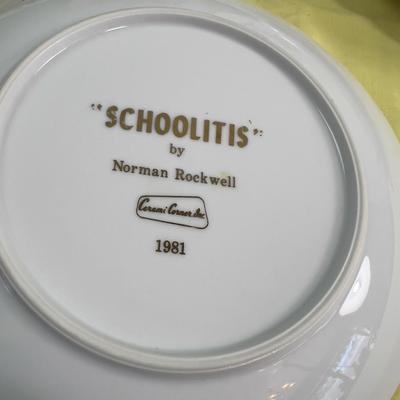 "SCHOOLITIS"
by
Norman Rockwell
Cerami Corner, Inc.
1981